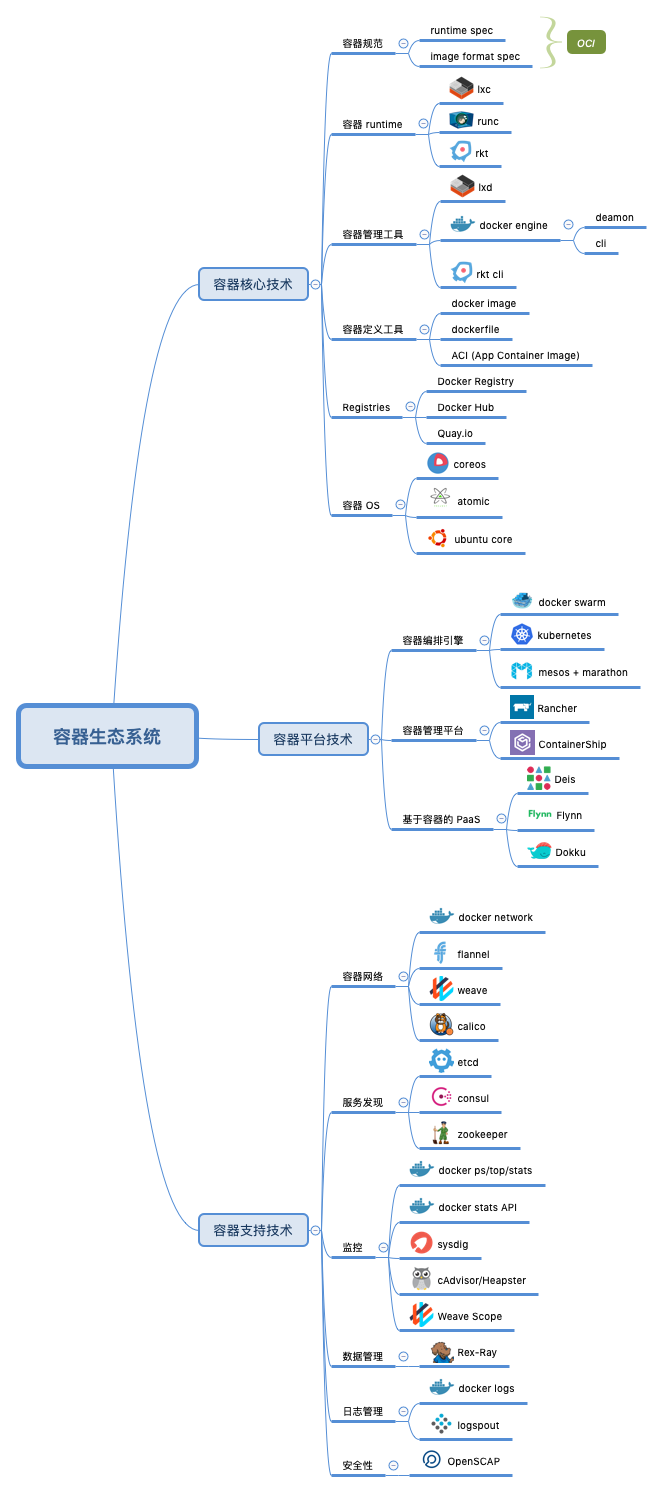 容器生态系统
容器核心技术
容器规范
runtime spec
image format spec
OCI
容器 runtime
lxc
runc
rkt
容器管理工具
lxd
docker engine
deamon
cli
rkt cli
容器定义工具
docker image
dockerfile
ACI (App Container Image)
Registries
Docker Registry
Docker Hub
Quay.io
容器 OS
coreos
atomic
ubuntu core
容器平台技术
容器编排引擎
docker swarm
kubernetes
mesos + marathon
容器管理平台
Rancher
ContainerShip
基于容器的 PaaS
Deis
Flynn
Flynn
Dokku
容器支持技术
容器网络
docker network
flannel
weave
calico
服务发现
etcd
consul
zookeeper
监控
docker ps/top/stats
docker stats API
sysdig
cAdvisor/Heapster
Weave Scope
数据管理
Rex-Ray
日志管理
docker logs
logspout
安全性
OpenSCAP